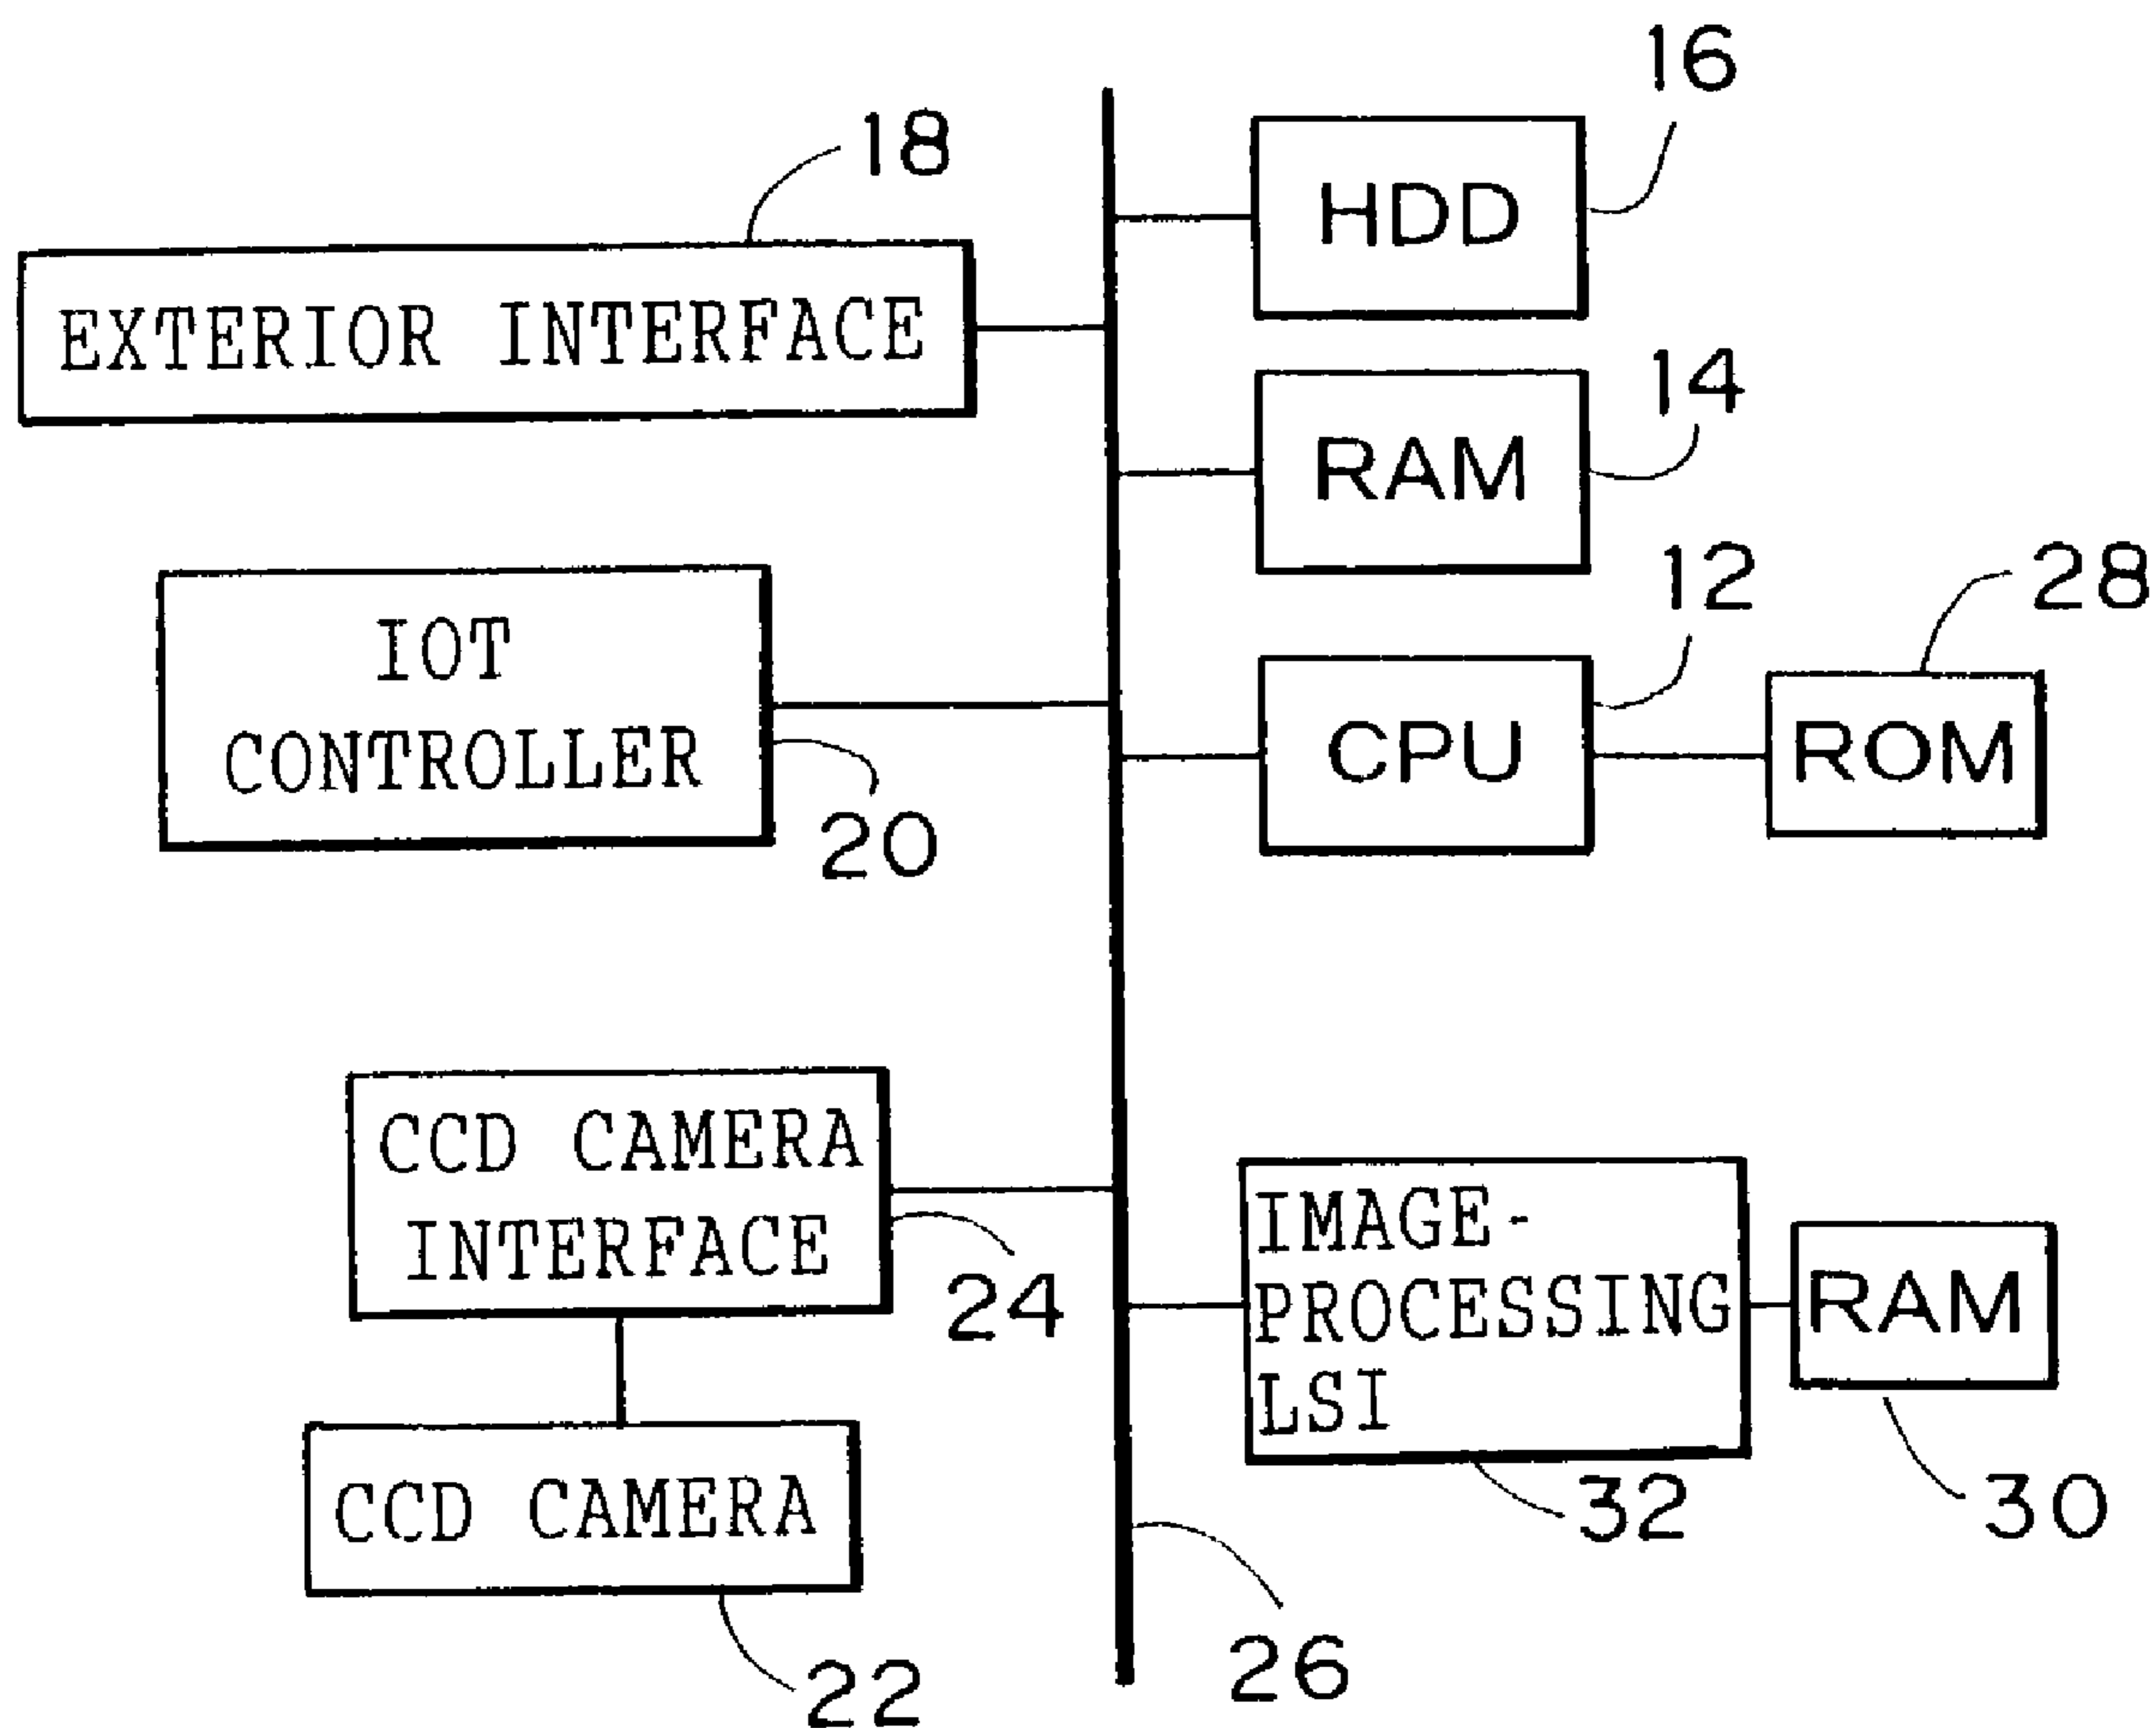 16
18
HDD
EXTERIOR INTERFACE
14
RAM
12
28
IOT
CONTROLLER
CPU
ROM
20
CCD CAMERA
INTERFACE
24
IMAGE-
PROCESSING
LSI
RAM
CCD CAMERA
32
30
26
22